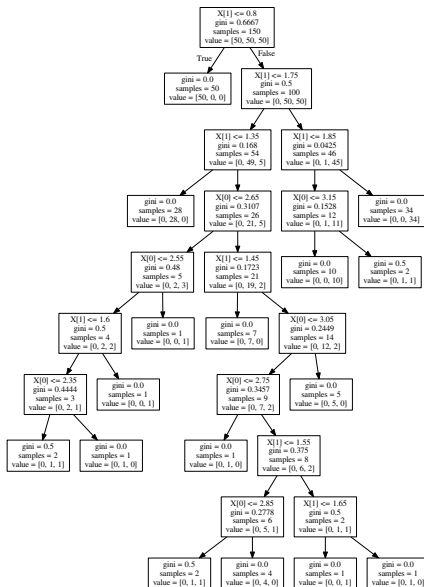 X[1] <= 0.8
gini = 0.6667
samples = 150
value = [50, 50, 50]
True
False
gini = 0.0
samples = 50
value = [50, 0, 0]
X[1] <= 1.75
gini = 0.5
samples = 100
value = [0, 50, 50]
X[1] <= 1.35
gini = 0.168
samples = 54
value = [0, 49, 5]
X[1] <= 1.85
gini = 0.0425
samples = 46
value = [0, 1, 45]
gini = 0.0
samples = 28
value = [0, 28, 0]
X[0] <= 2.65
gini = 0.3107
samples = 26
value = [0, 21, 5]
X[0] <= 3.15
gini = 0.1528
samples = 12
value = [0, 1, 11]
gini = 0.0
samples = 34
value = [0, 0, 34]
X[0] <= 2.55
gini = 0.48
samples = 5
value = [0, 2, 3]
X[1] <= 1.45
gini = 0.1723
samples = 21
value = [0, 19, 2]
gini = 0.0
samples = 10
value = [0, 0, 10]
gini = 0.5
samples = 2
value = [0, 1, 1]
X[1] <= 1.6
gini = 0.5
samples = 4
value = [0, 2, 2]
gini = 0.0
samples = 1
value = [0, 0, 1]
gini = 0.0
samples = 7
value = [0, 7, 0]
X[0] <= 3.05
gini = 0.2449
samples = 14
value = [0, 12, 2]
X[0] <= 2.35
gini = 0.4444
samples = 3
value = [0, 2, 1]
gini = 0.0
samples = 1
value = [0, 0, 1]
X[0] <= 2.75
gini = 0.3457
samples = 9
value = [0, 7, 2]
gini = 0.0
samples = 5
value = [0, 5, 0]
gini = 0.5
samples = 2
value = [0, 1, 1]
gini = 0.0
samples = 1
value = [0, 1, 0]
gini = 0.0
samples = 1
value = [0, 1, 0]
X[1] <= 1.55
gini = 0.375
samples = 8
value = [0, 6, 2]
X[0] <= 2.85
gini = 0.2778
samples = 6
value = [0, 5, 1]
X[1] <= 1.65
gini = 0.5
samples = 2
value = [0, 1, 1]
gini = 0.5
samples = 2
value = [0, 1, 1]
gini = 0.0
samples = 4
value = [0, 4, 0]
gini = 0.0
samples = 1
value = [0, 0, 1]
gini = 0.0
samples = 1
value = [0, 1, 0]